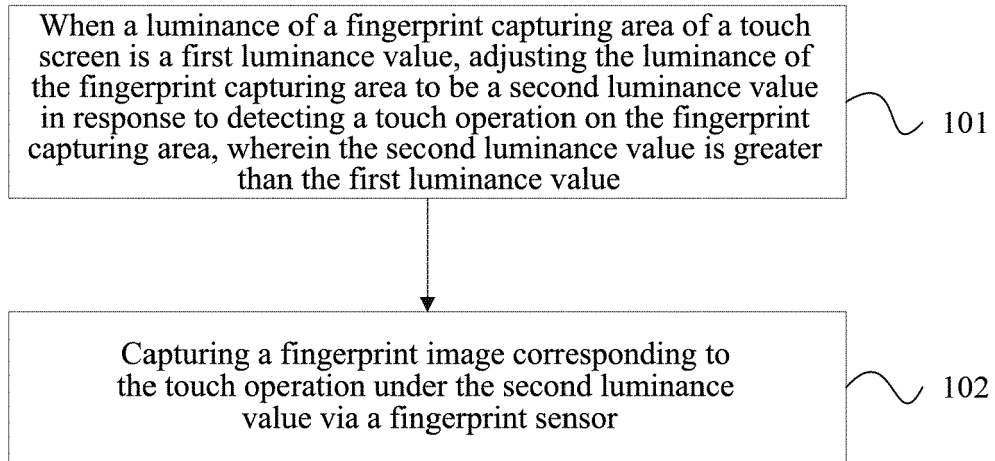 When a luminance of a fingerprint capturing area of a touch
screen is a first luminance value, adjusting the luminance of
the fingerprint capturing area to be a second luminance value
in response to detecting a touch operation on the fingerprint
capturing area, wherein the second luminance value is greater
than the first luminance value
101
Capturing a fingerprint image corresponding to
the touch operation under the second luminance
value via a fingerprint sensor
102